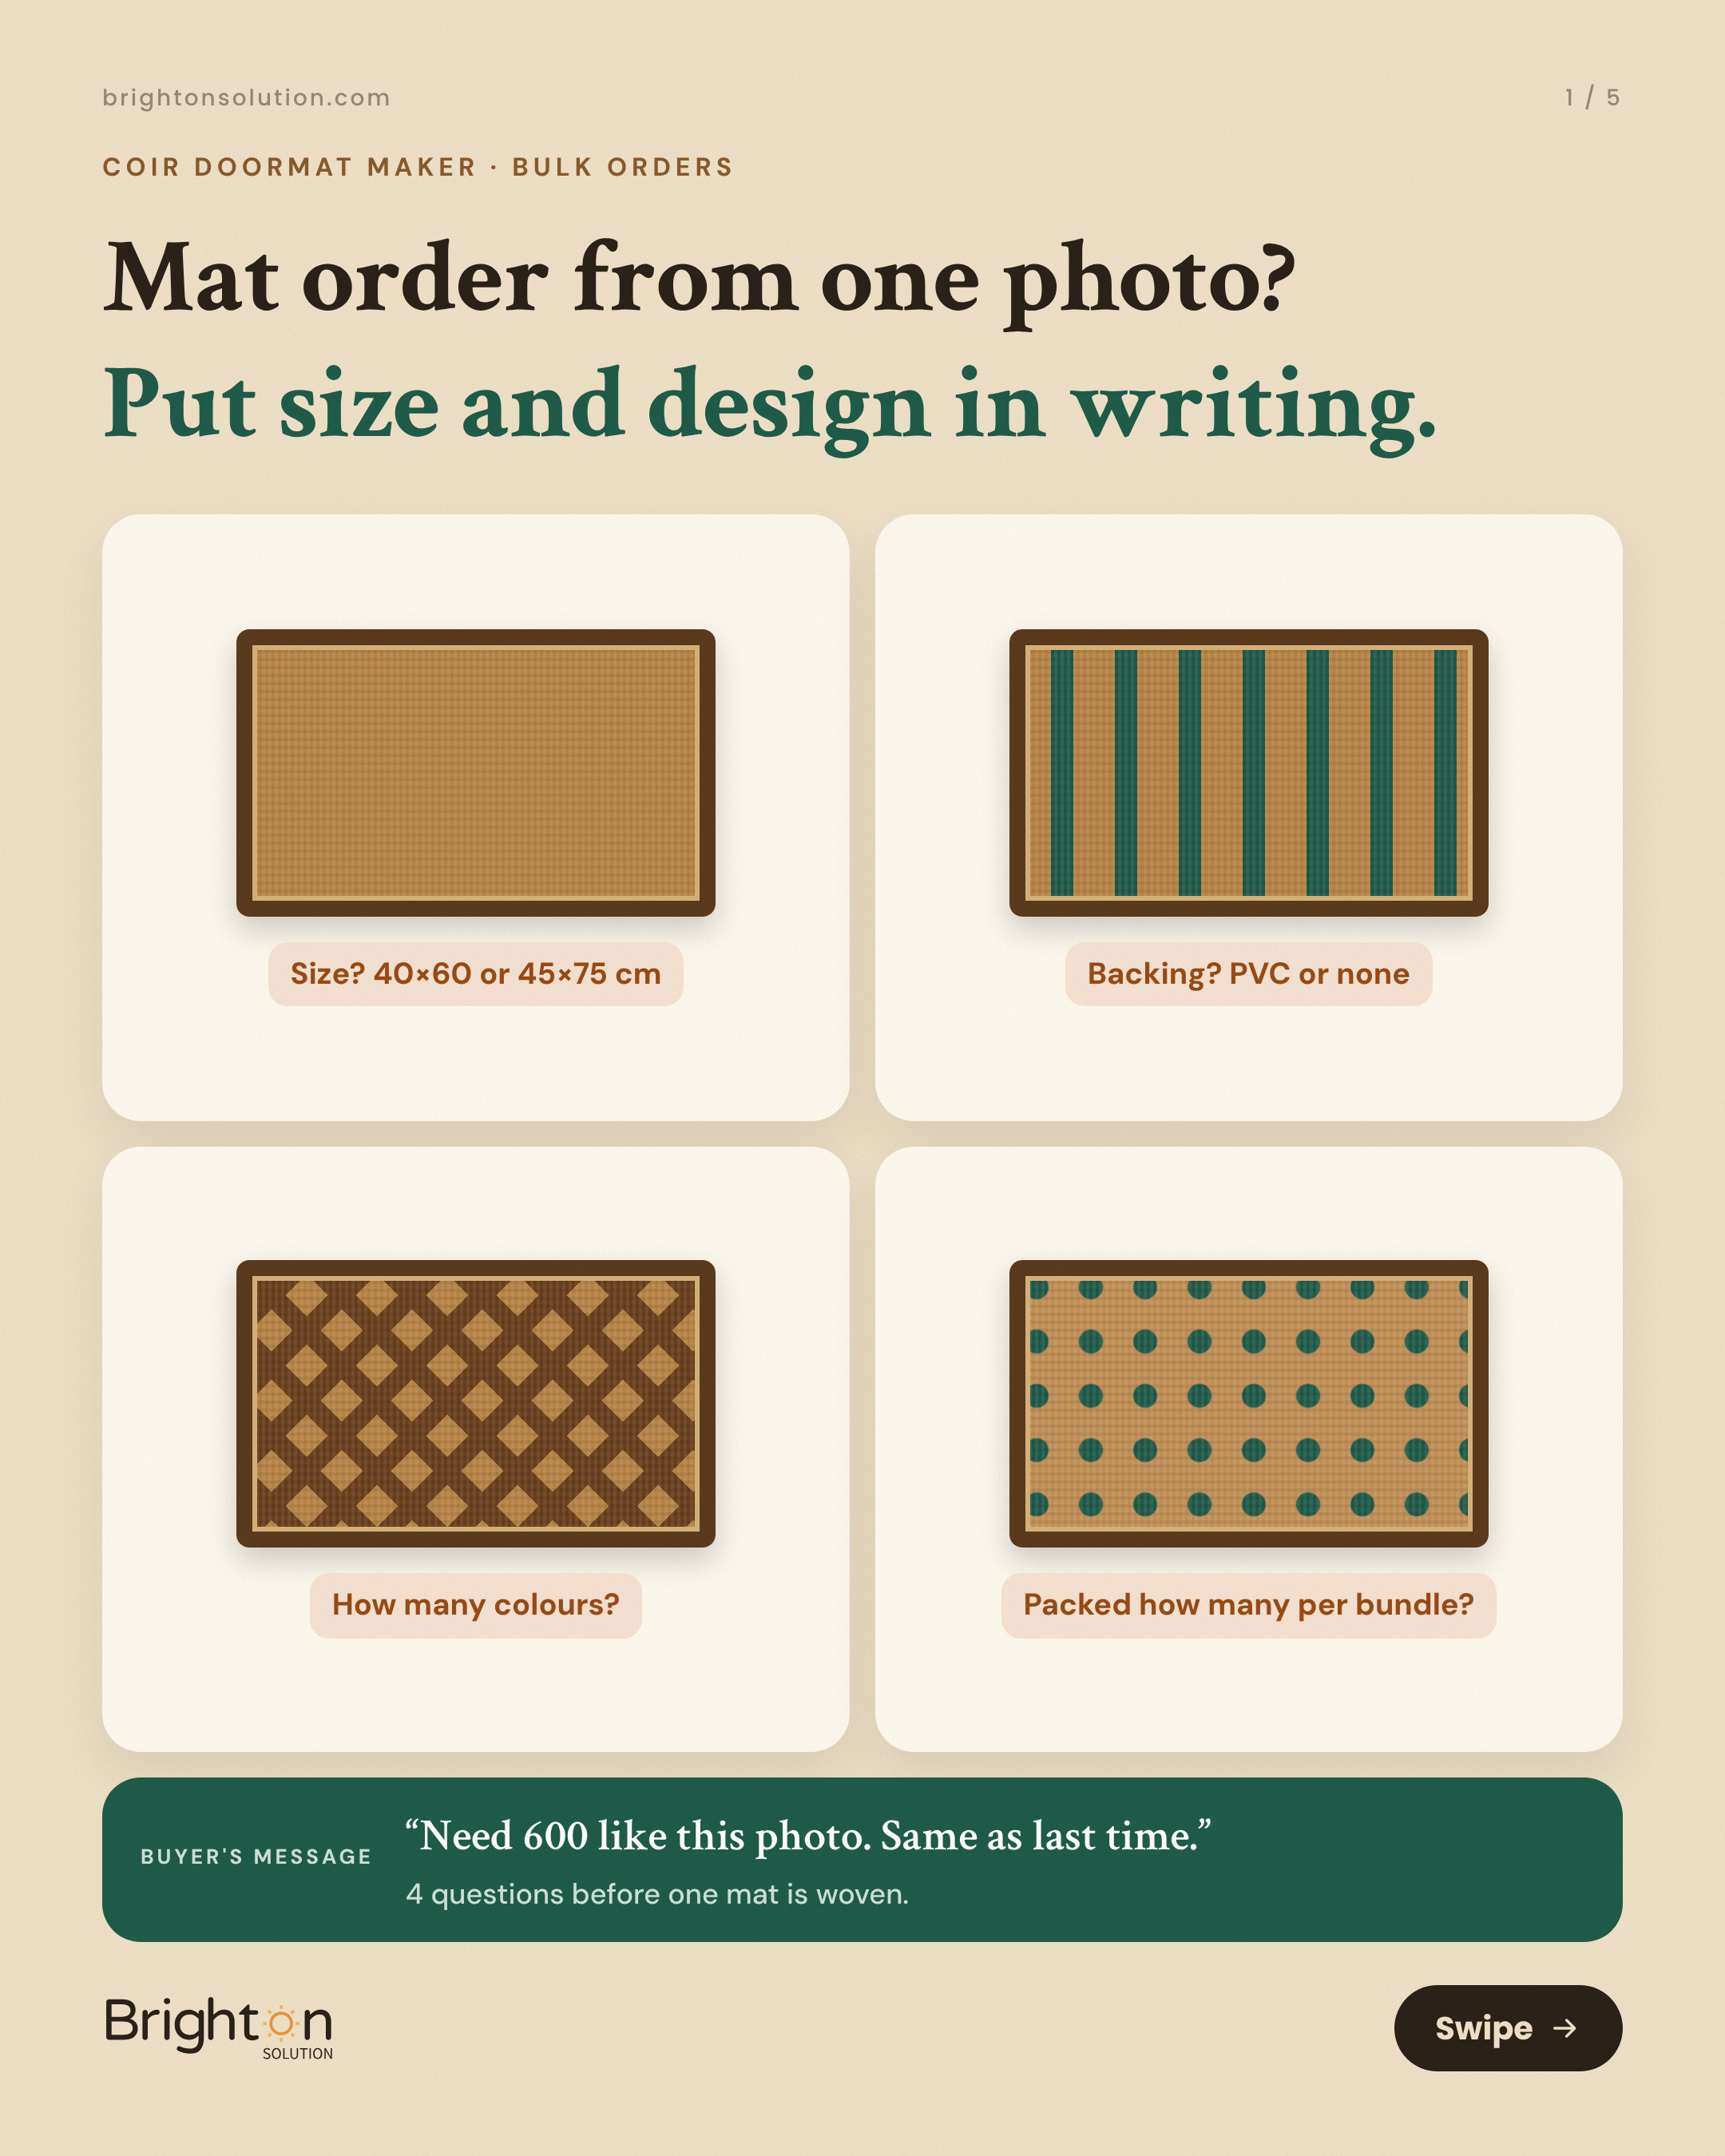 brightonsolution.com
1 / 5
COIR DOORMAT MAKER · BULK ORDERS
Mat order from one photo?
Put size and design in writing.
Size? 40×60 or 45×75 cm
Backing? PVC or none
How many colours?
Packed how many per bundle?
BUYER'S MESSAGE
“Need 600 like this photo. Same as last time.”
4 questions before one mat is woven.
Brighton
SOLUTION
Swipe →